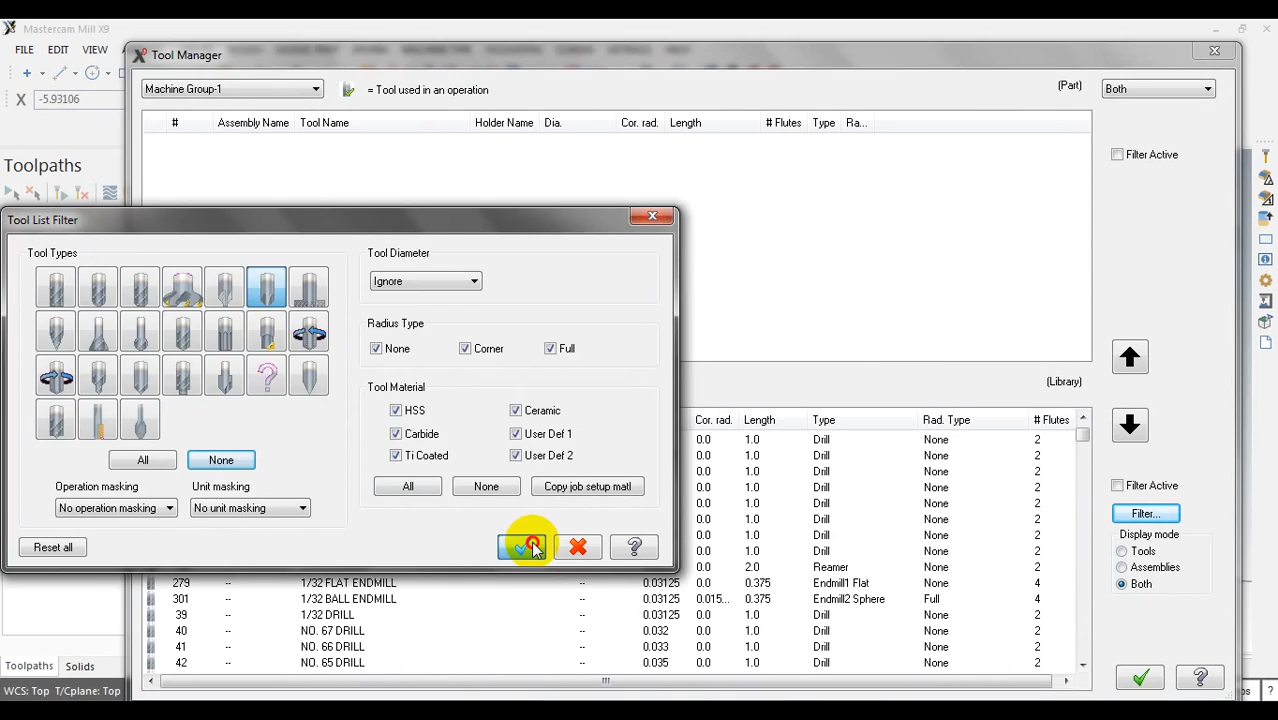 Mastercam Mill X9
FILE EDIT VIEW
X -5.93106
Toolpaths
Tool Manager
Machine Group-1
= Tool used in an operation
(Part)
Both
# Assembly Name Tool Name Holder Name Dia. Cor. rad. Length # Flutes Type Ra...
Filter Active
Tool List Filter
Tool Types
All None
Operation masking Unit masking
No operation masking No unit masking
Reset all
Tool Diameter
Ignore
Radius Type
None Corner Full
Tool Material
HSS Ceramic
Carbide User Def 1
Ti Coated User Def 2
All None Copy job setup matl
(Library)
Cor. rad. Length Type Rad. Type # Flutes
0.0 1.0 Drill None 2
0.0 1.0 Drill None 2
0.0 1.0 Drill None 2
0.0 1.0 Drill None 2
0.0 1.0 Drill None 2
0.0 1.0 Drill None 2
0.0 1.0 Drill None 2
0.0 1.0 Drill None 2
0.0 2.0 Reamer None 2
279 -- 1/32 FLAT ENDMILL -- 0.03125 0.0 0.375 Endmill1 Flat None 4
301 -- 1/32 BALL ENDMILL -- 0.03125 0.015... 0.375 Endmill2 Sphere Full 4
39 -- 1/32 DRILL -- 0.03125 0.0 1.0 Drill None 2
40 -- NO. 67 DRILL -- 0.032 0.0 1.0 Drill None 2
41 -- NO. 66 DRILL -- 0.033 0.0 1.0 Drill None 2
42 -- NO. 65 DRILL -- 0.035 0.0 1.0 Drill None 2
Filter Active
Filter...
Display mode
Tools
Assemblies
Both
Toolpaths Solids
WCS: Top T/Cplane: Top